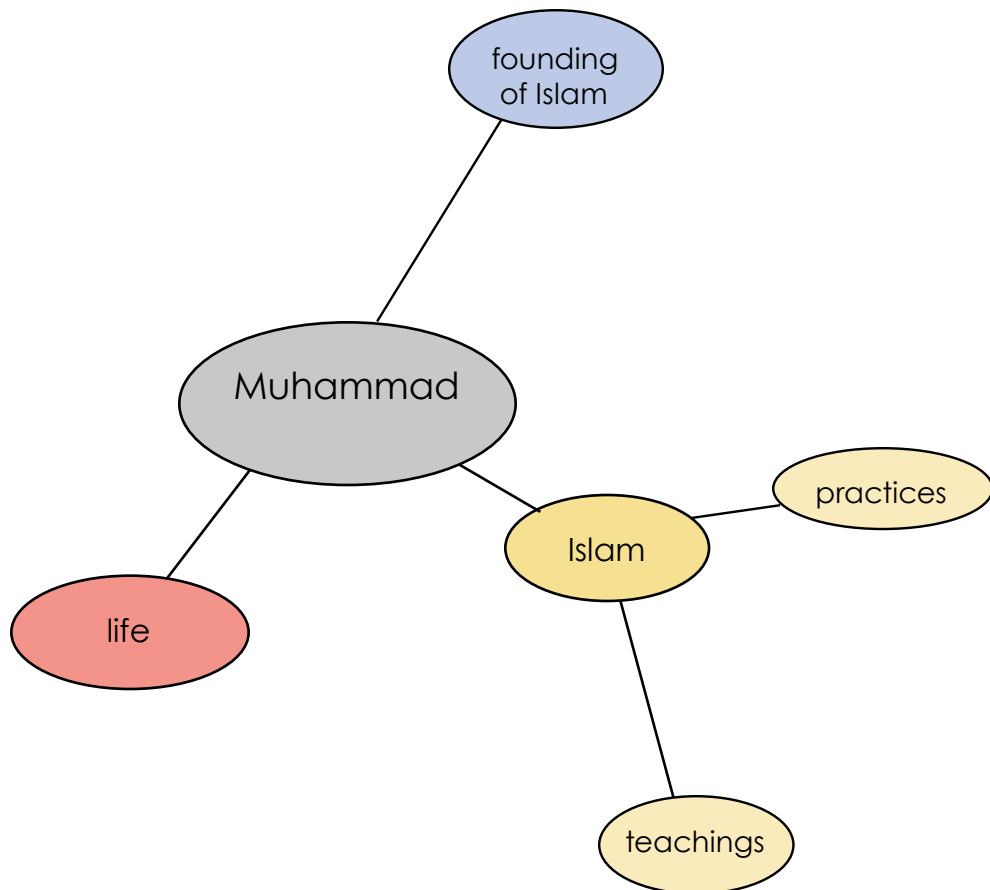 founding
of Islam
Muhammad
practices
Islam
life
teachings